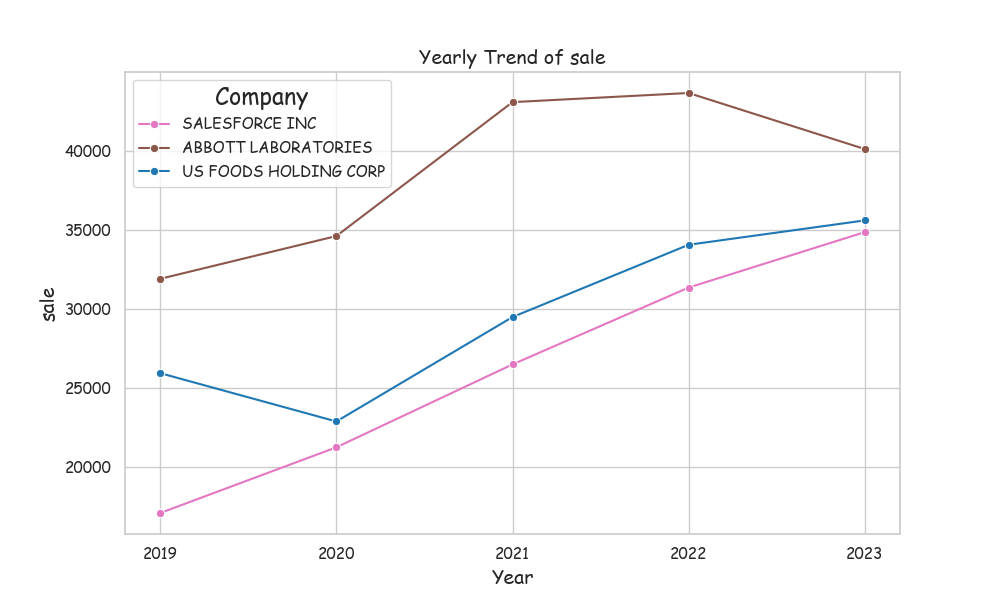 Yearly Trend of sale
Company
SALESFORCE INC
ABBOTT LABORATORIES
US FOODS HOLDING CORP
40000
35000
30000
25000
20000
sale
2019 2020 2021 2022 2023
Year